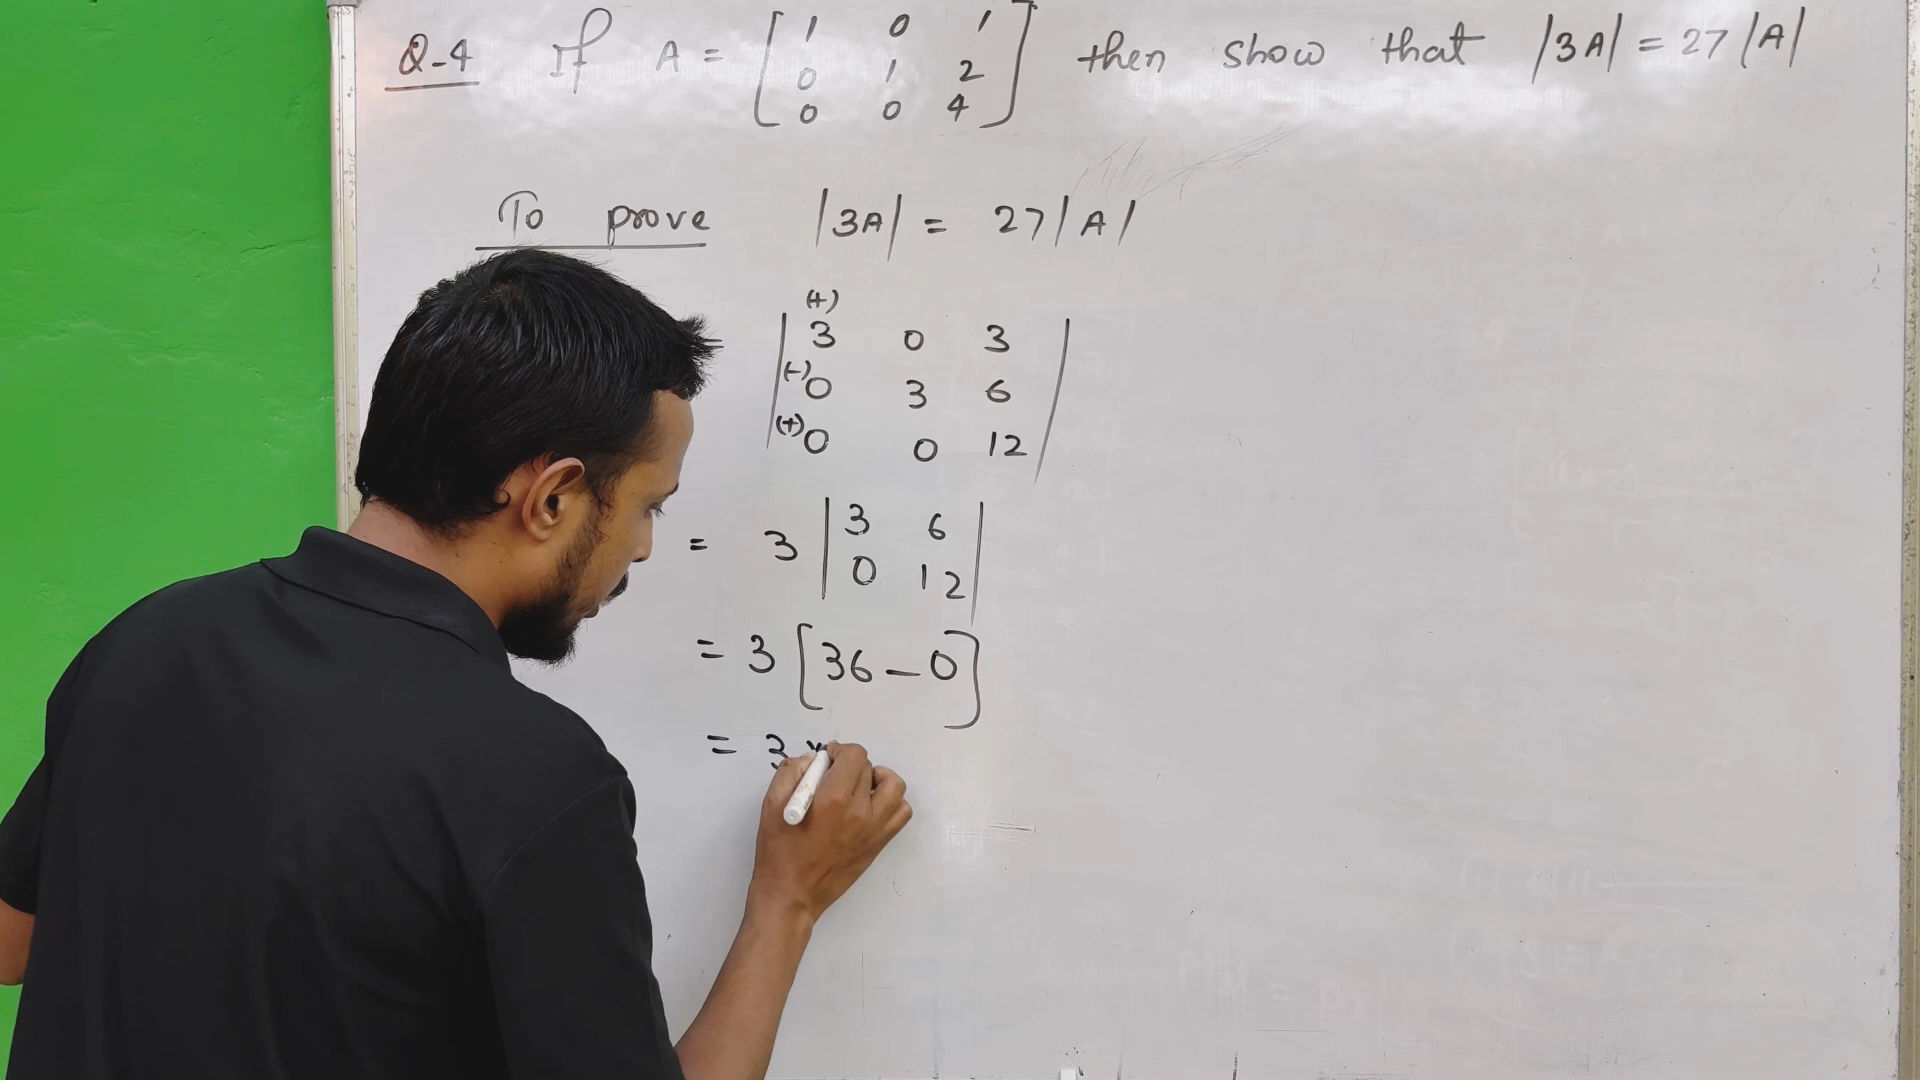 Q-4 If A = [ 1 0 1 then show that |3A| = 27|A|
0 1 2
0 0 4 ]
To prove |3A| = 27|A|
(+)
= | 3 0 3 |
(-) 0 3 6
(+) 0 0 12
= 3 | 3 6 |
0 12
= 3 [36 - 0]
= 3 ×